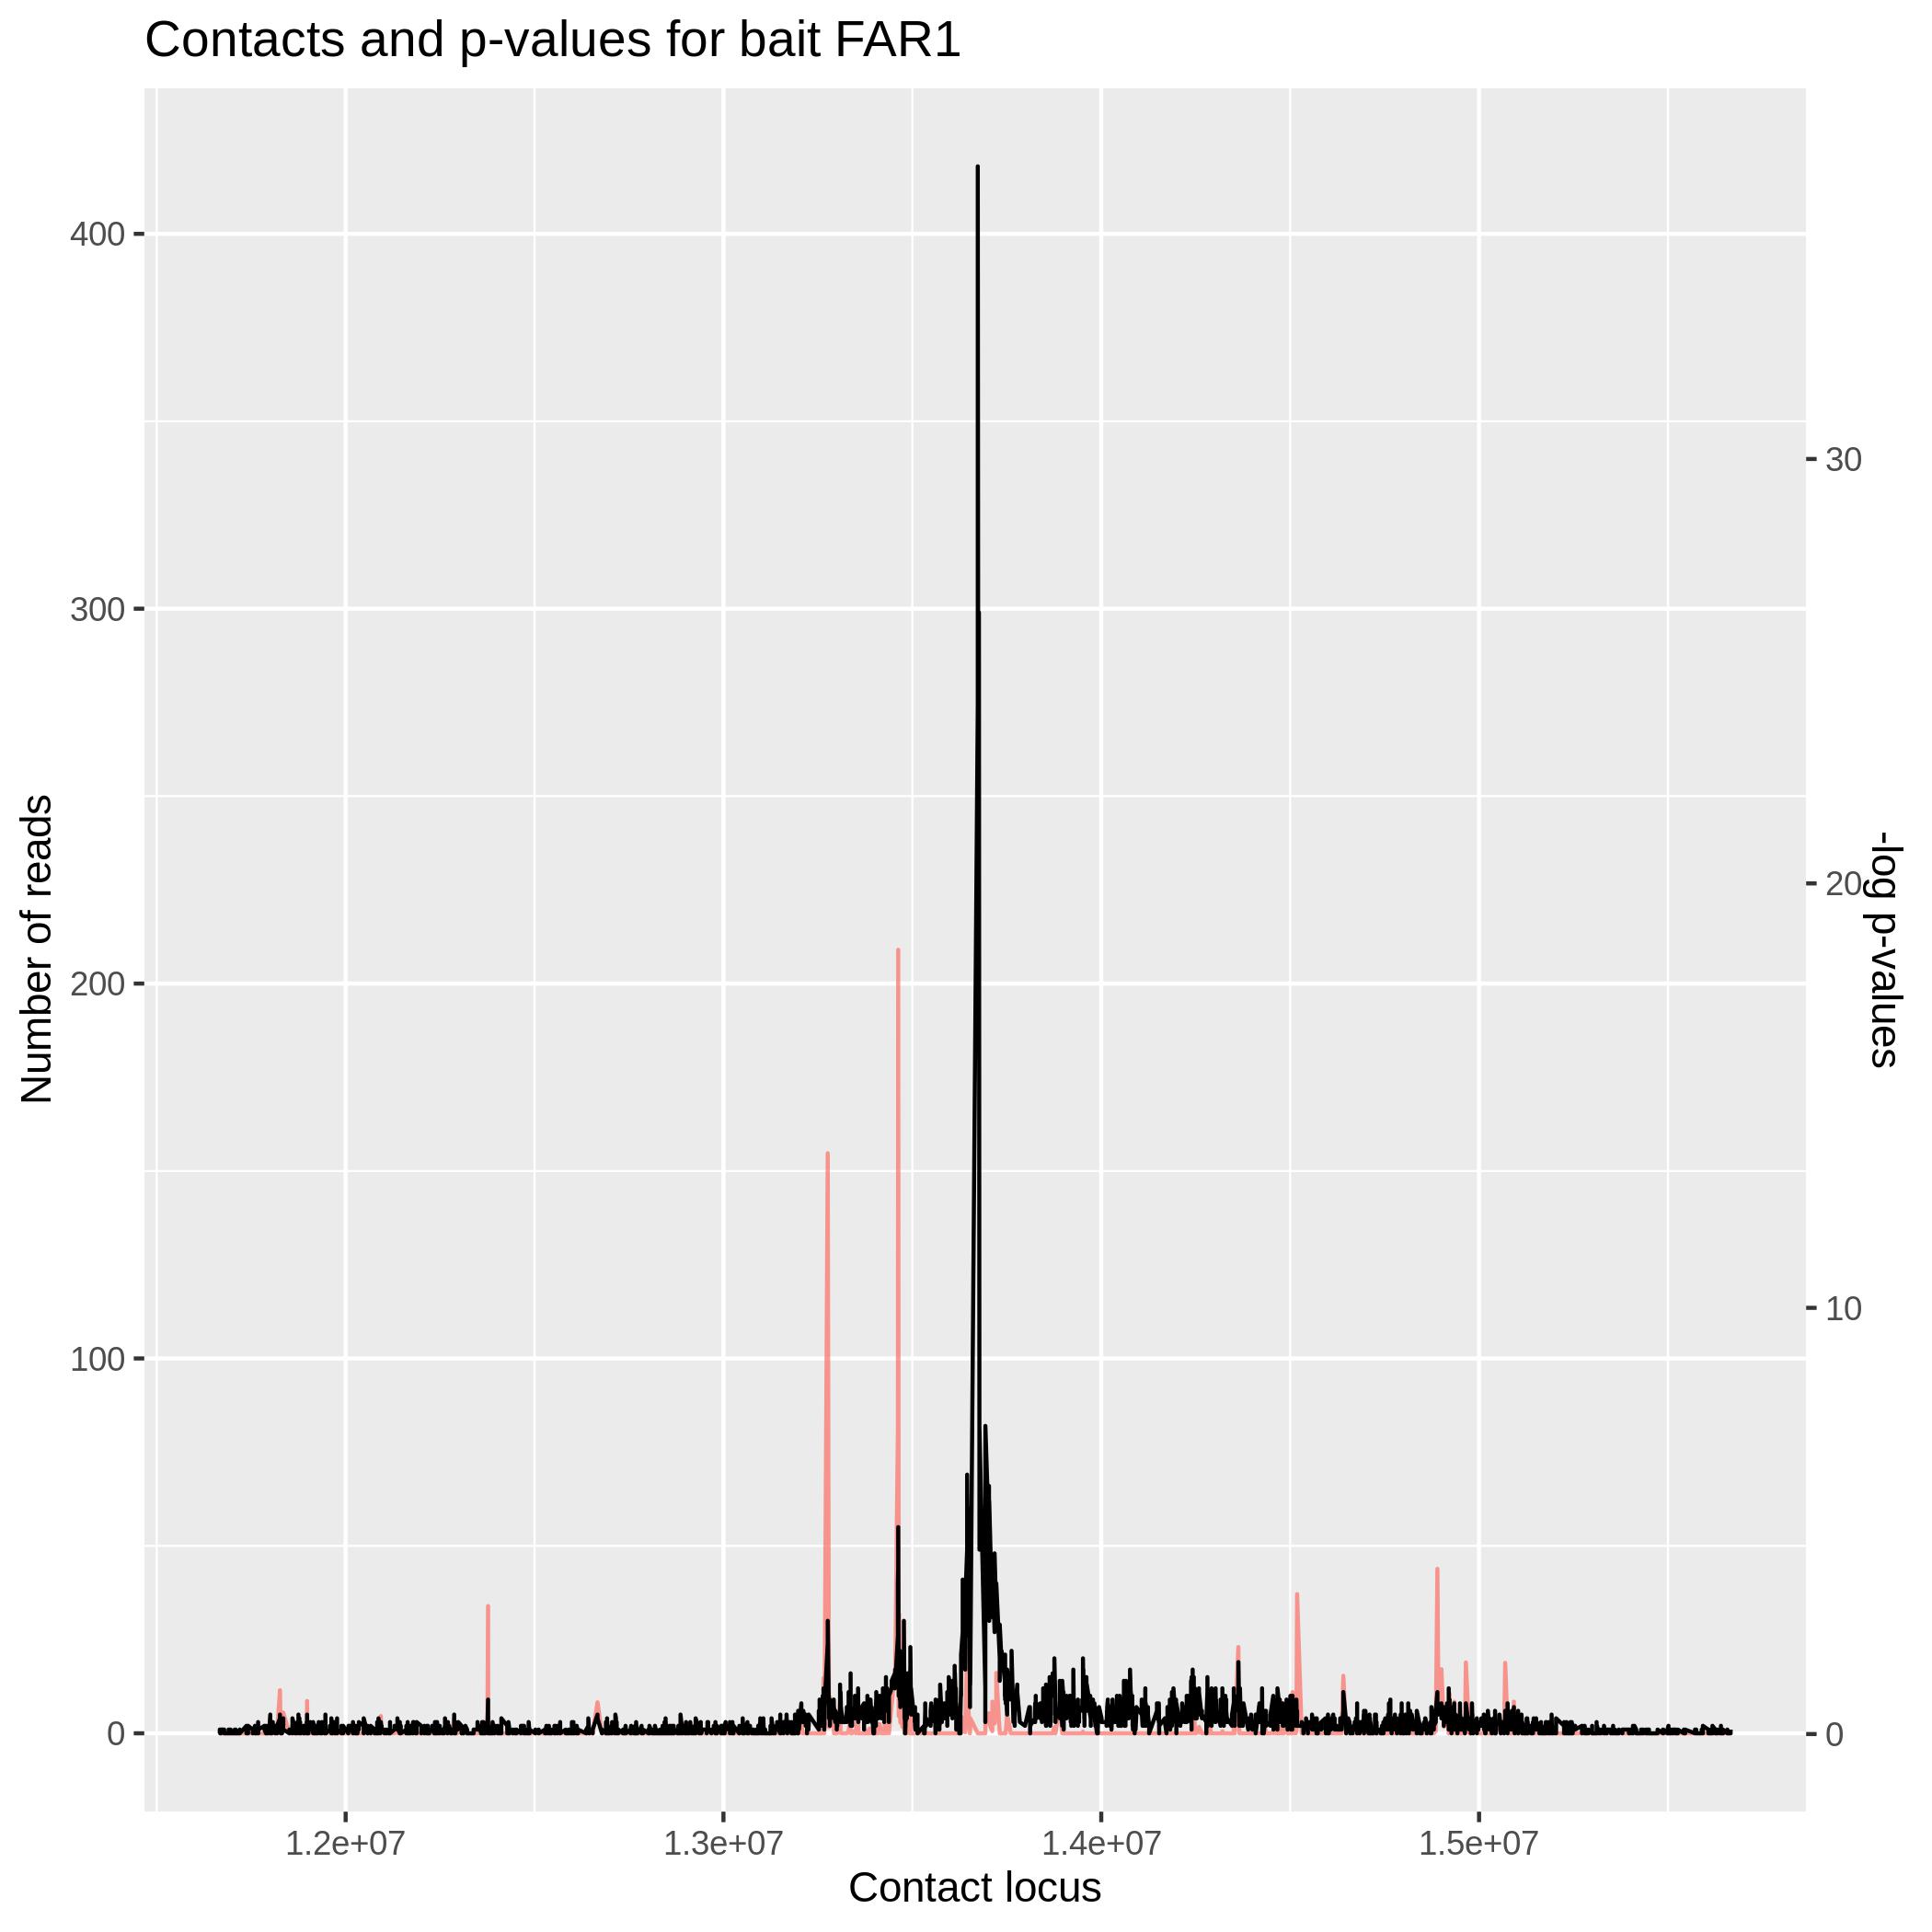 Contacts and p-values for bait FAR1
400
300
200
100
0
Number of reads
30
20
10
0
-log p-values
1.2e+07
1.3e+07
1.4e+07
1.5e+07
Contact locus